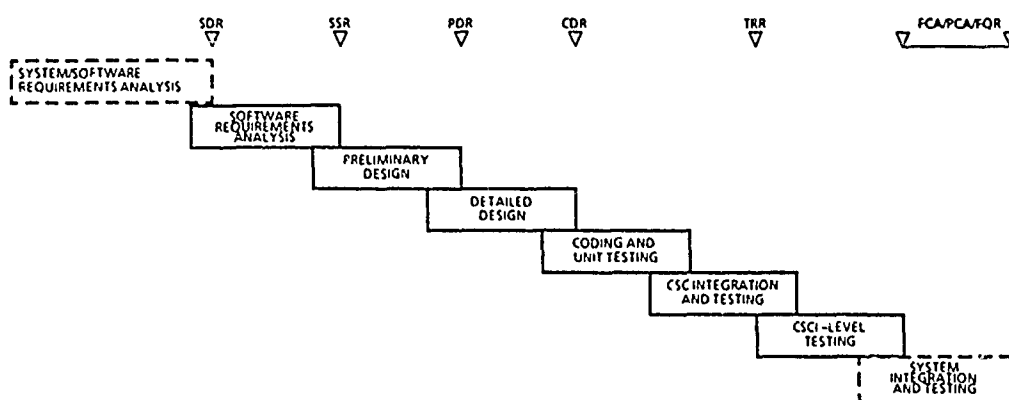 SDR SSR PDR CDR TRR FCA/PCA/FQR
SYSTEM/SOFTWARE
REQUIREMENTS ANALYSIS
SOFTWARE
REQUIREMENTS
ANALYSIS
PRELIMINARY
DESIGN
DETAILED
DESIGN
CODING AND
UNIT TESTING
CSC INTEGRATION
AND TESTING
CSCI-LEVEL
TESTING
SYSTEM
INTEGRATION
AND TESTING